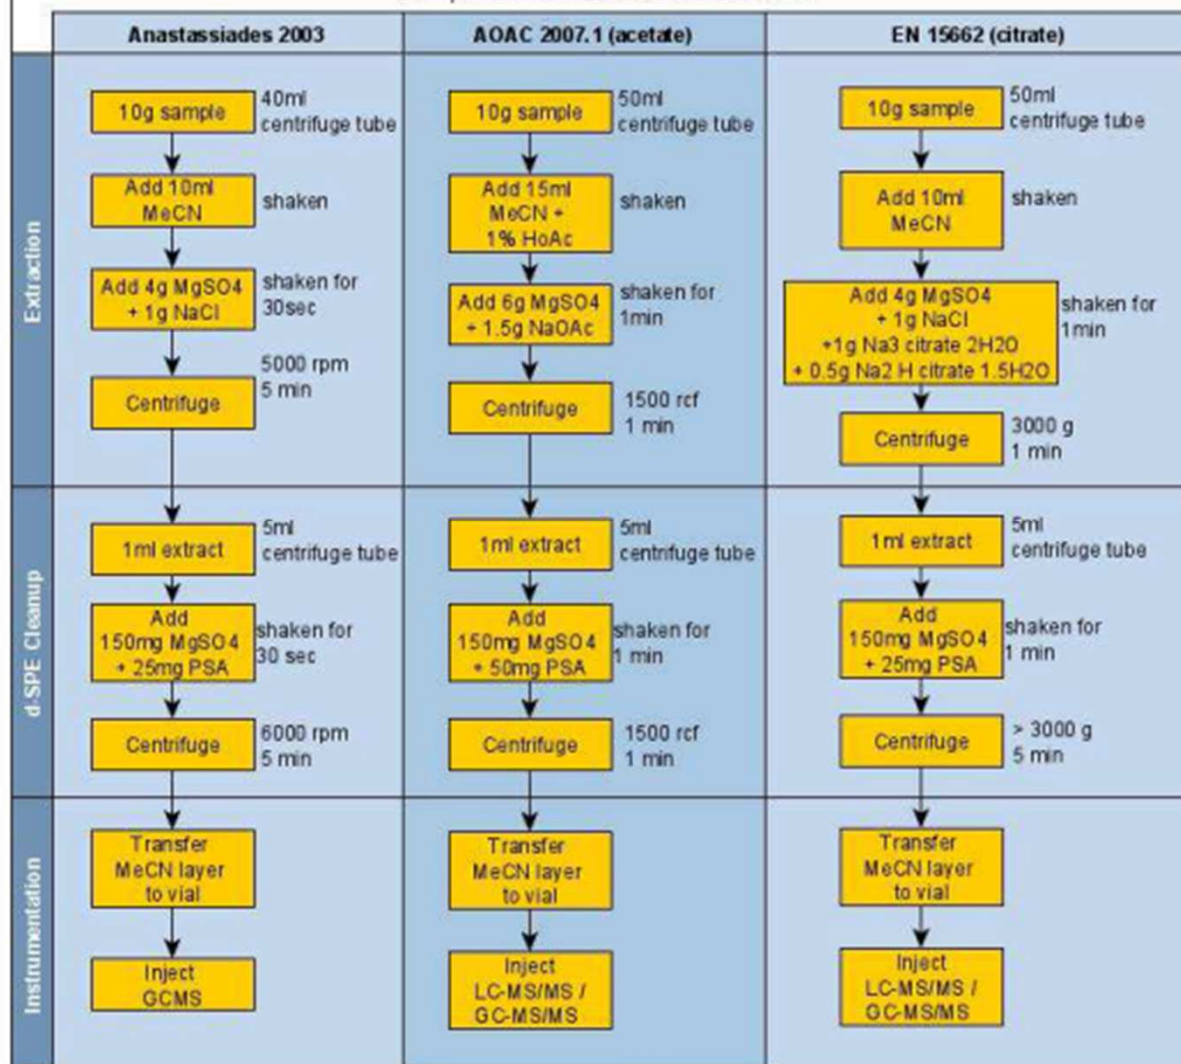 Anastassiades 2003
AOAC 2007.1 (acetate)
EN 15662 (citrate)
Extraction
10g sample
40ml
centrifuge tube
Add 10ml
MeCN
shaken
Add 4g MgSO4
+ 1g NaCl
shaken for
30sec
Centrifuge
5000 rpm
5 min
10g sample
50ml
centrifuge tube
Add 15ml
MeCN +
1% HoAc
shaken
Add 6g MgSO4
+ 1.5g NaOAc
shaken for
1min
Centrifuge
1500 rcf
1 min
10g sample
50ml
centrifuge tube
Add 10ml
MeCN
shaken
Add 4g MgSO4
+ 1g NaCl
+1g Na3 citrate 2H2O
+ 0.5g Na2 H citrate 1.5H2O
shaken for
1min
Centrifuge
3000 g
1 min
d-SPE Cleanup
1ml extract
5ml
centrifuge tube
Add
150mg MgSO4
+ 25mg PSA
shaken for
30 sec
Centrifuge
6000 rpm
5 min
1ml extract
5ml
centrifuge tube
Add
150mg MgSO4
+ 50mg PSA
shaken for
1 min
Centrifuge
1500 rcf
1 min
1ml extract
5ml
centrifuge tube
Add
150mg MgSO4
+ 25mg PSA
shaken for
1 min
Centrifuge
> 3000 g
5 min
Instrumentation
Transfer
MeCN layer
to vial
Inject
GCMS
Transfer
MeCN layer
to vial
Inject
LC-MS/MS /
GC-MS/MS
Transfer
MeCN layer
to vial
Inject
LC-MS/MS /
GC-MS/MS